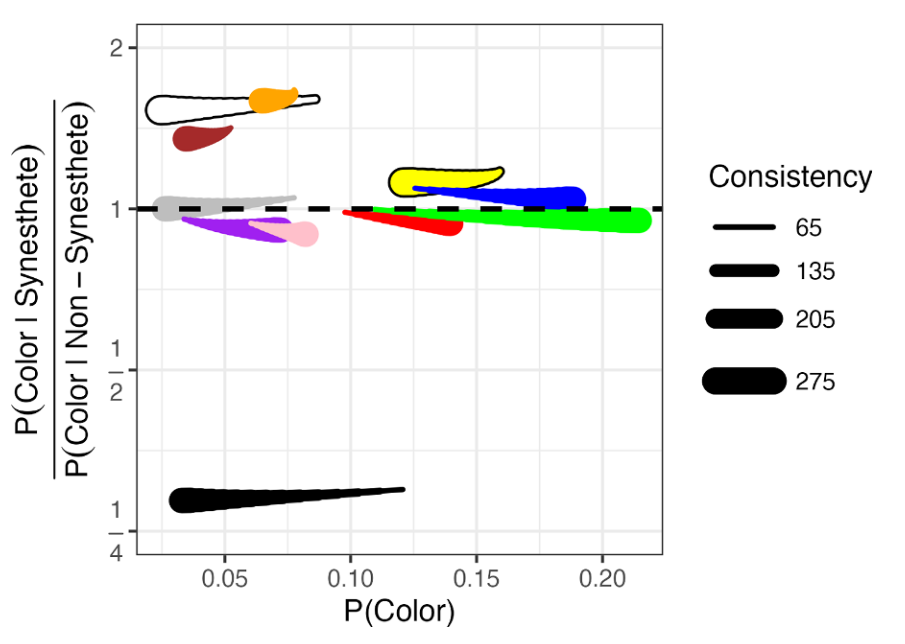 P(Color | Synesthete)
P(Color | Non − Synesthete)
2
1
1
2
1
4
0.05 0.10 0.15 0.20
P(Color)
Consistency
65
135
205
275